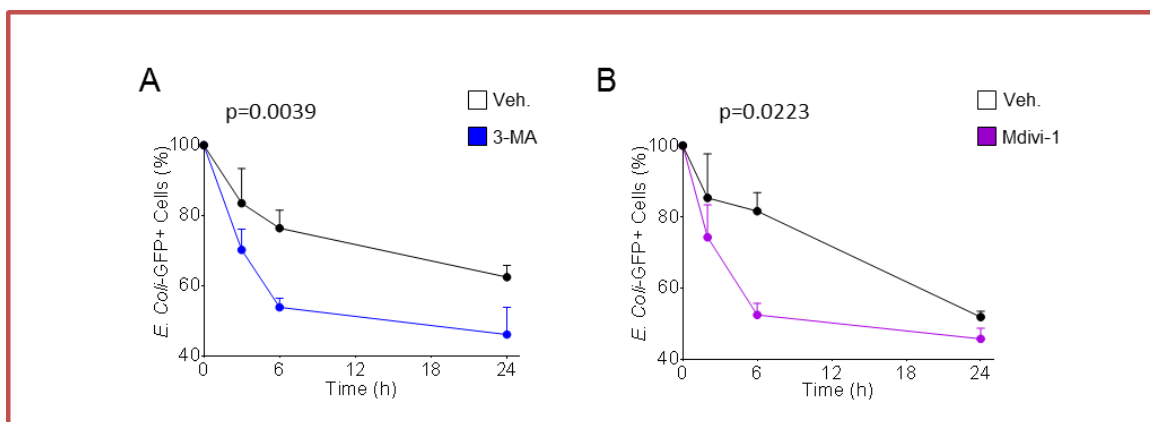 A
p=0.0039
Veh.
3-MA
E. Coli-GFP+ Cells (%)
100
80
60
40
0
6
12
18
24
Time (h)
B
p=0.0223
Veh.
Mdivi-1
E. Coli-GFP+ Cells (%)
100
80
60
40
0
6
12
18
24
Time (h)